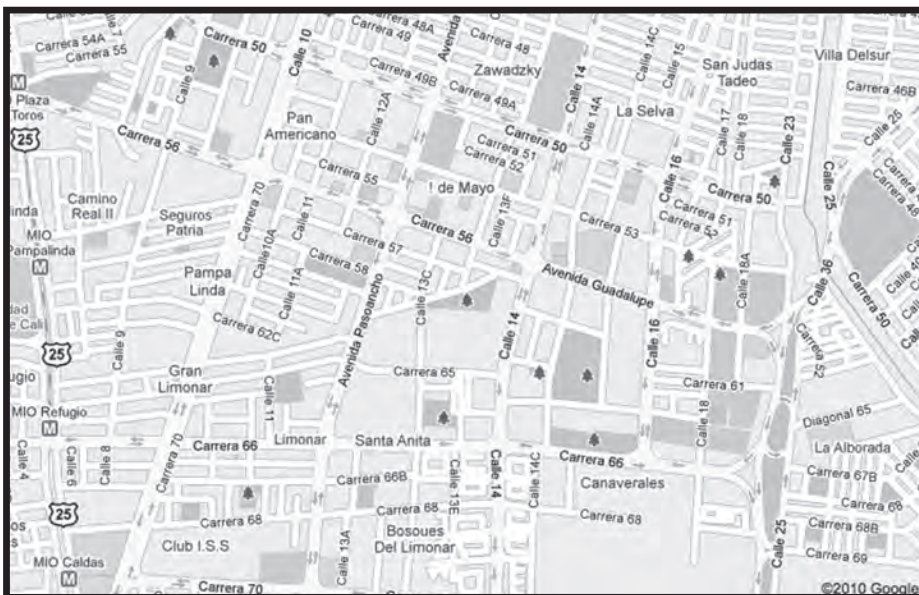 Carrera 54A
Carrera 55
Calle 7
Carrera 50
Calle 10
48A
Carrera 49
Avenida
Carrera 48
Zawadzky
Calle 14
Calle 14C
Calle 15
San Judas
Tadeo
Villa Delsur
Carrera 46B
M
Plaza
Toros
Calle 9
Carrera 49B
Carrera 49A
Calle 12A
Calle 14A
La Selva
Calle 17
Calle 18
Calle 23
Calle 25
25
Carrera 56
Pan
Americano
Carrera 51
Carrera 52
Carrera 50
Calle 16
Carrera 55
! de Mayo
Carrera 50
Carrera 51
Calle 25
Camino
Real II
Seguros
Patria
Carrera 70
Calle 11
Carrera 56
Calle 13F
Carrera 53
MIO
Pampalinda
M
Calle10A
Carrera 57
Carrera 58
Calle 11A
Pampa
Linda
Avenida Pasoancho
Calle 13C
Avenida Guadalupe
Calle 18A
Calle 36
Carrera 50
de Cali
Carrera 62C
Calle 9
Calle 14
Calle 16
25
Carrera 52
Gran
Limonar
Carrera 65
Carrera 61
MIO Refugio
M
Calle 11
Calle 18
Diagonal 65
Calle 4
Calle 6
Calle 8
Carrera 70
Carrera 66
Limonar
Santa Anita
Carrera 66
La Alborada
Calle 14
Calle 14C
Canaverales
Carrera 67B
Carrera 66B
Calle 13E
25
Carrera 68
Carrera 68
Carrera 68
Carrera 68
Carrera 68B
Club I.S.S
Calle 13A
Bosoues
Del Limonar
Calle 25
Carrera 69
MIO Caldas
M
Carrera 70
©2010 Google